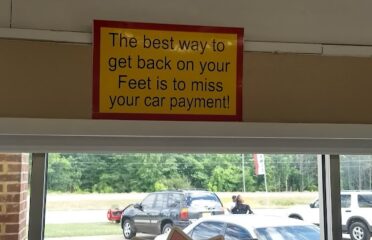 The best way to
get back on your
Feet is to miss
your car payment!